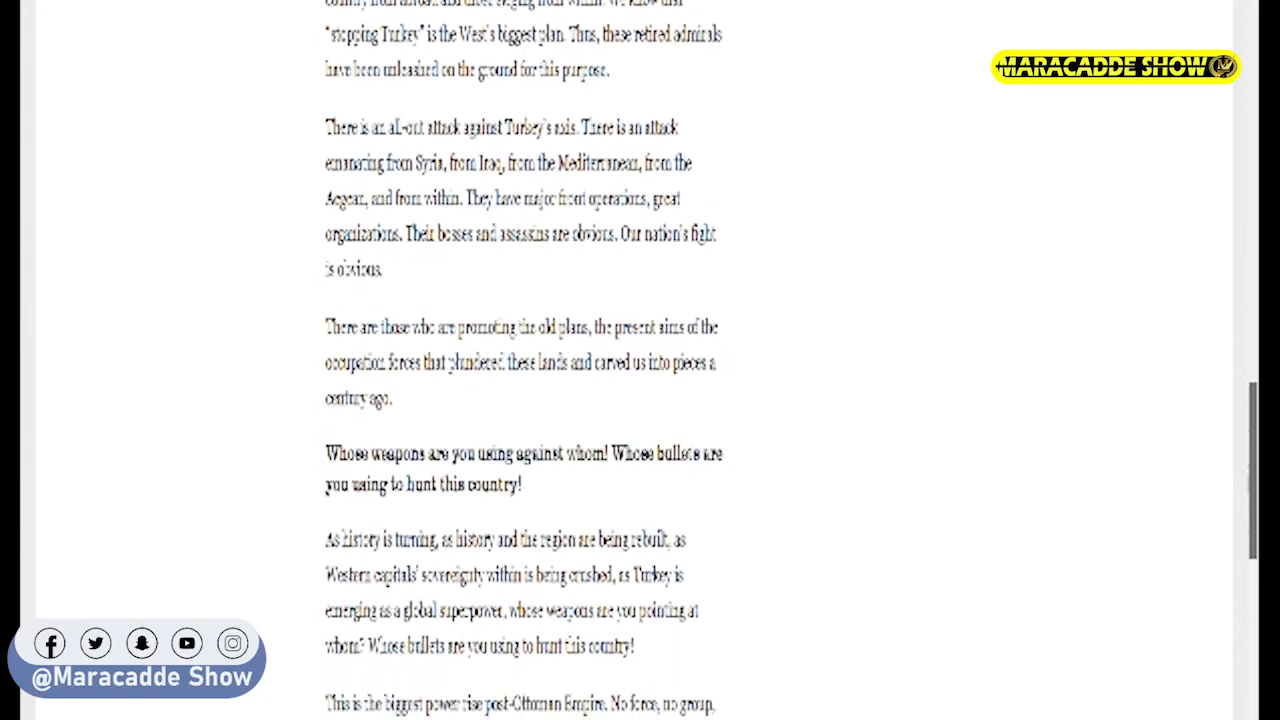 "stopping Turkey" is the West's biggest plan. Thus, these retired admirals
have been unleashed on the ground for this purpose.
MARACADDE SHOW
There is an all-out attack against Turkey's axis. There is an attack
emanating from Syria, from Iraq, from the Mediterranean, from the
Aegean, and from within. They have major front operations, great
organizations. Their bosses and assassins are obvious. Our nation's fight
is obvious.
There are those who are promoting the old plans, the present aims of the
occupation forces that plundered these lands and carved us into pieces a
century ago.
Whose weapons are you using against whom! Whose bullets are
you using to hunt this country!
As history is turning, as history and the region are being rebuilt, as
Western capitals' sovereignty within is being crushed, as Turkey is
emerging as a global superpower, whose weapons are you pointing at
whom? Whose bullets are you using to hunt this country!
This is the biggest power rise post-Ottoman Empire. No force, no group,
@Maracadde Show